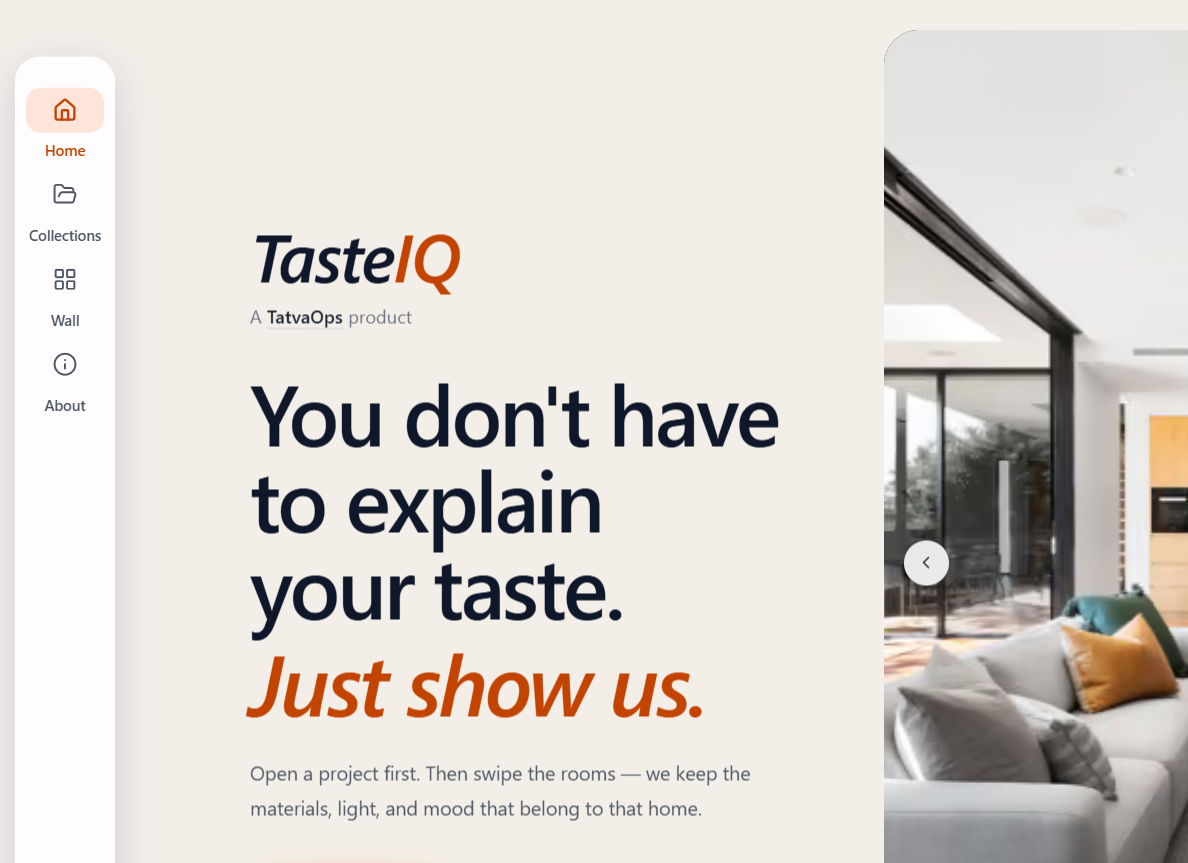 Home
Collections
Wall
About
TasteIQ
A TatvaOps product
You don't have
to explain
your taste.
Just show us.
Open a project first. Then swipe the rooms — we keep the
materials, light, and mood that belong to that home.